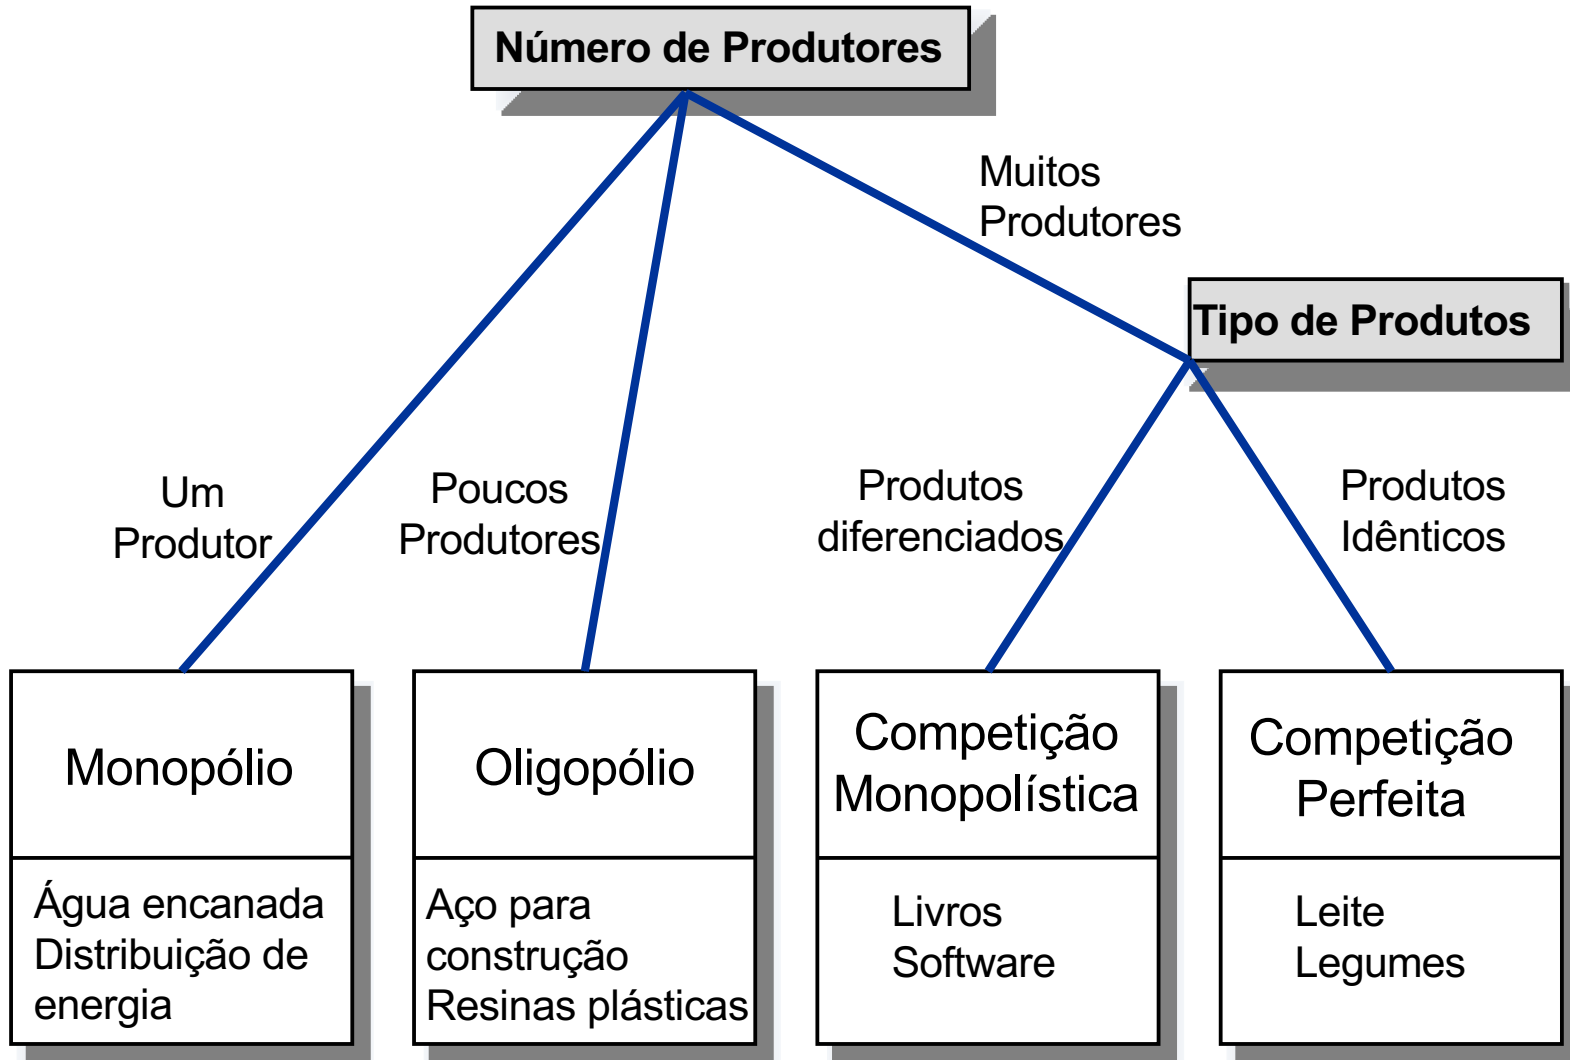 Número de Produtores
Muitos
Produtores
Tipo de Produtos
Um
Produtor
Poucos
Produtores
Produtos
diferenciados
Produtos
Idênticos
Monopólio
Oligopólio
Competição
Monopolística
Competição
Perfeita
Água encanada
Distribuição de
energia
Aço para
construção
Resinas plásticas
Livros
Software
Leite
Legumes